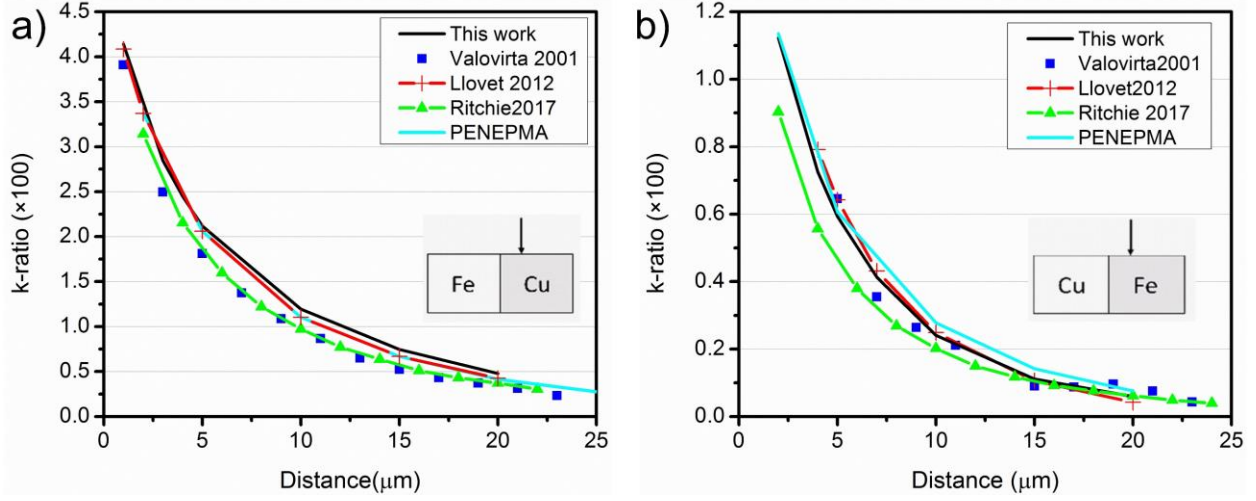 a)
4.5
4.0
3.5
3.0
2.5
2.0
1.5
1.0
0.5
0.0
k-ratio (×100)
This work
Valovirta 2001
Llovet 2012
Ritchie2017
PENEPMA
Fe Cu
0 5 10 15 20 25
Distance(μm)
b)
1.2
1.0
0.8
0.6
0.4
0.2
0.0
k-ratio (×100)
This work
Valovirta2001
Llovet2012
Ritchie 2017
PENEPMA
Cu Fe
0 5 10 15 20 25
Distance (μm)